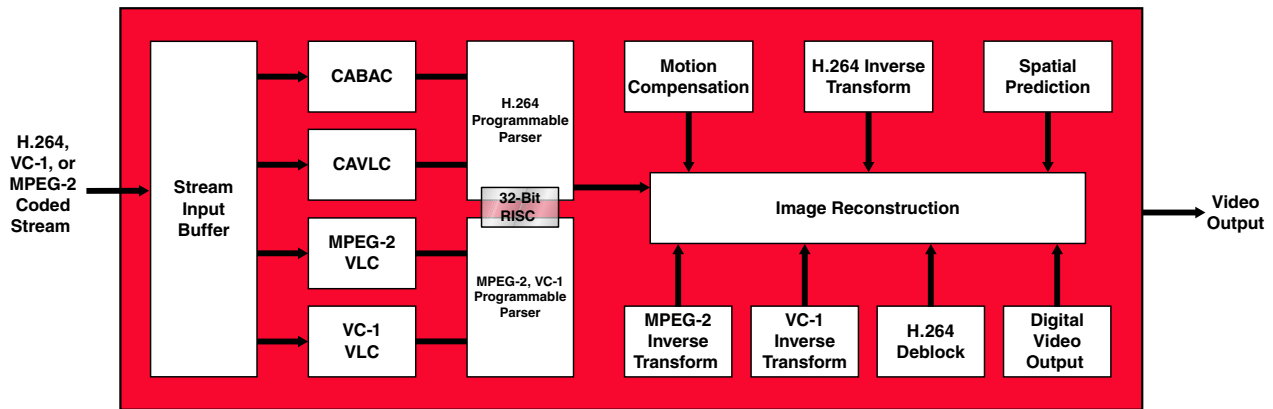 H.264,
VC-1, or
MPEG-2
Coded
Stream
Stream
Input
Buffer
CABAC
CAVLC
MPEG-2
VLC
VC-1
VLC
H.264
Programmable
Parser
32-Bit
RISC
MPEG-2, VC-1
Programmable
Parser
Motion
Compensation
H.264 Inverse
Transform
Spatial
Prediction
Image Reconstruction
MPEG-2
Inverse
Transform
VC-1
Inverse
Transform
H.264
Deblock
Digital
Video
Output
Video
Output